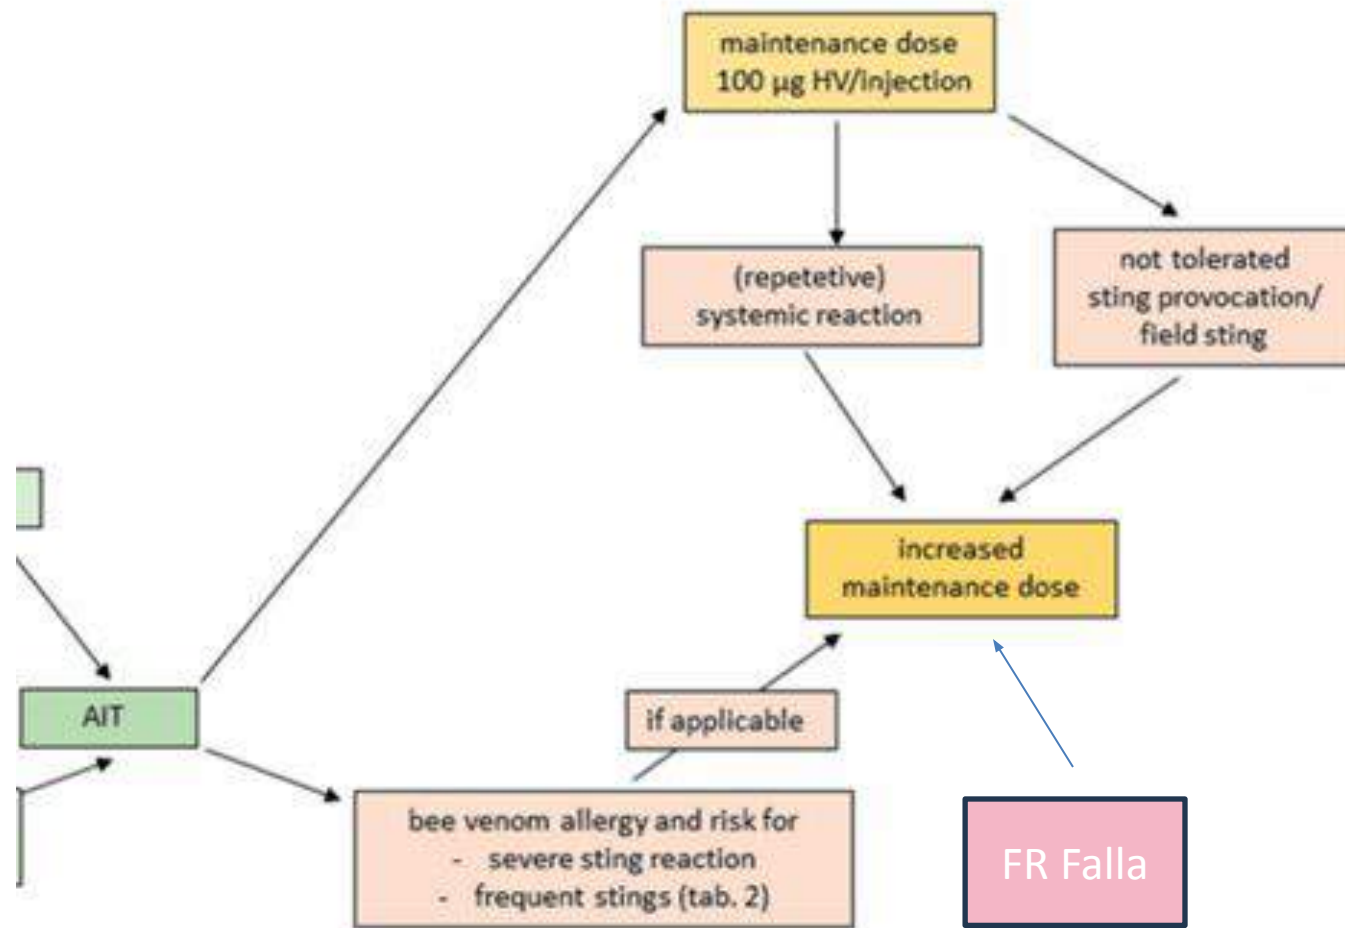 maintenance dose
100 µg HV/injection
(repetetive)
systemic reaction
not tolerated
sting provocation/
field sting
increased
maintenance dose
AIT
if applicable
bee venom allergy and risk for
- severe sting reaction
- frequent stings (tab. 2)
FR Falla